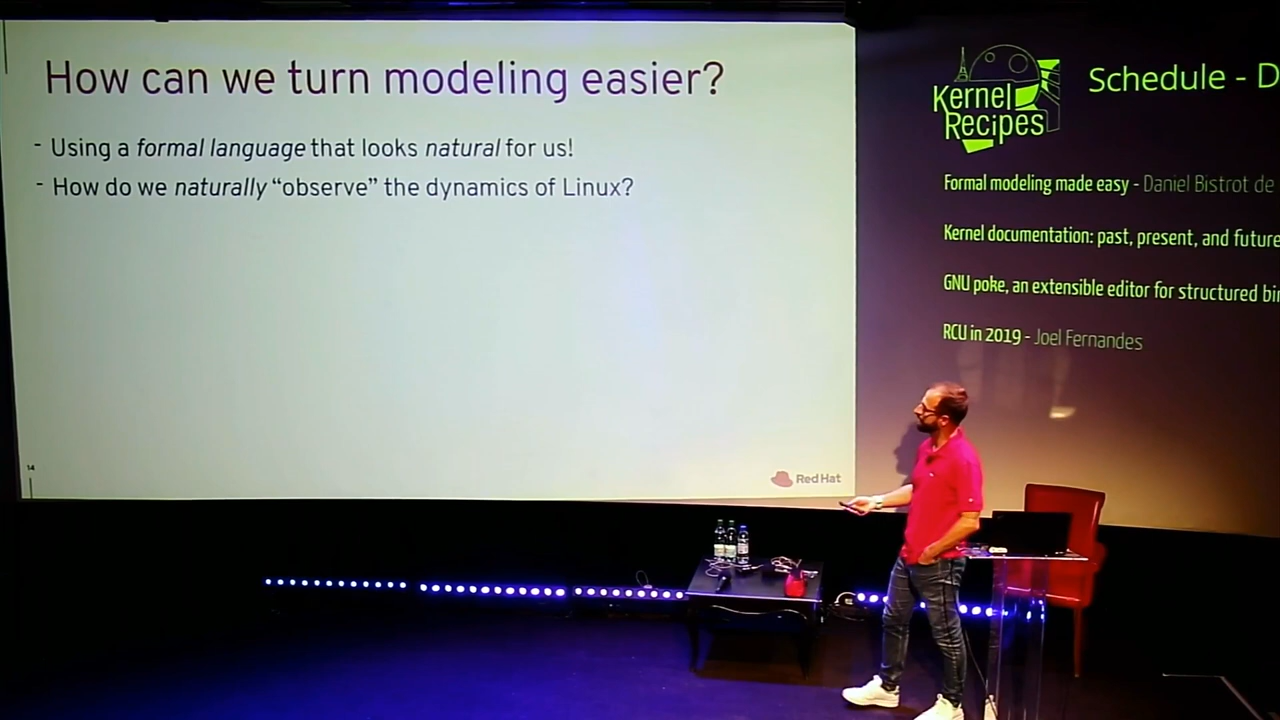 How can we turn modeling easier?
- Using a formal language that looks natural for us!
- How do we naturally “observe” the dynamics of Linux?
14
Red Hat
Kernel
Recipes
Schedule - D
Formal modeling made easy - Daniel Bistrot de
Kernel documentation: past, present, and future
GNU poke, an extensible editor for structured bin
RCU in 2019 - Joel Fernandes